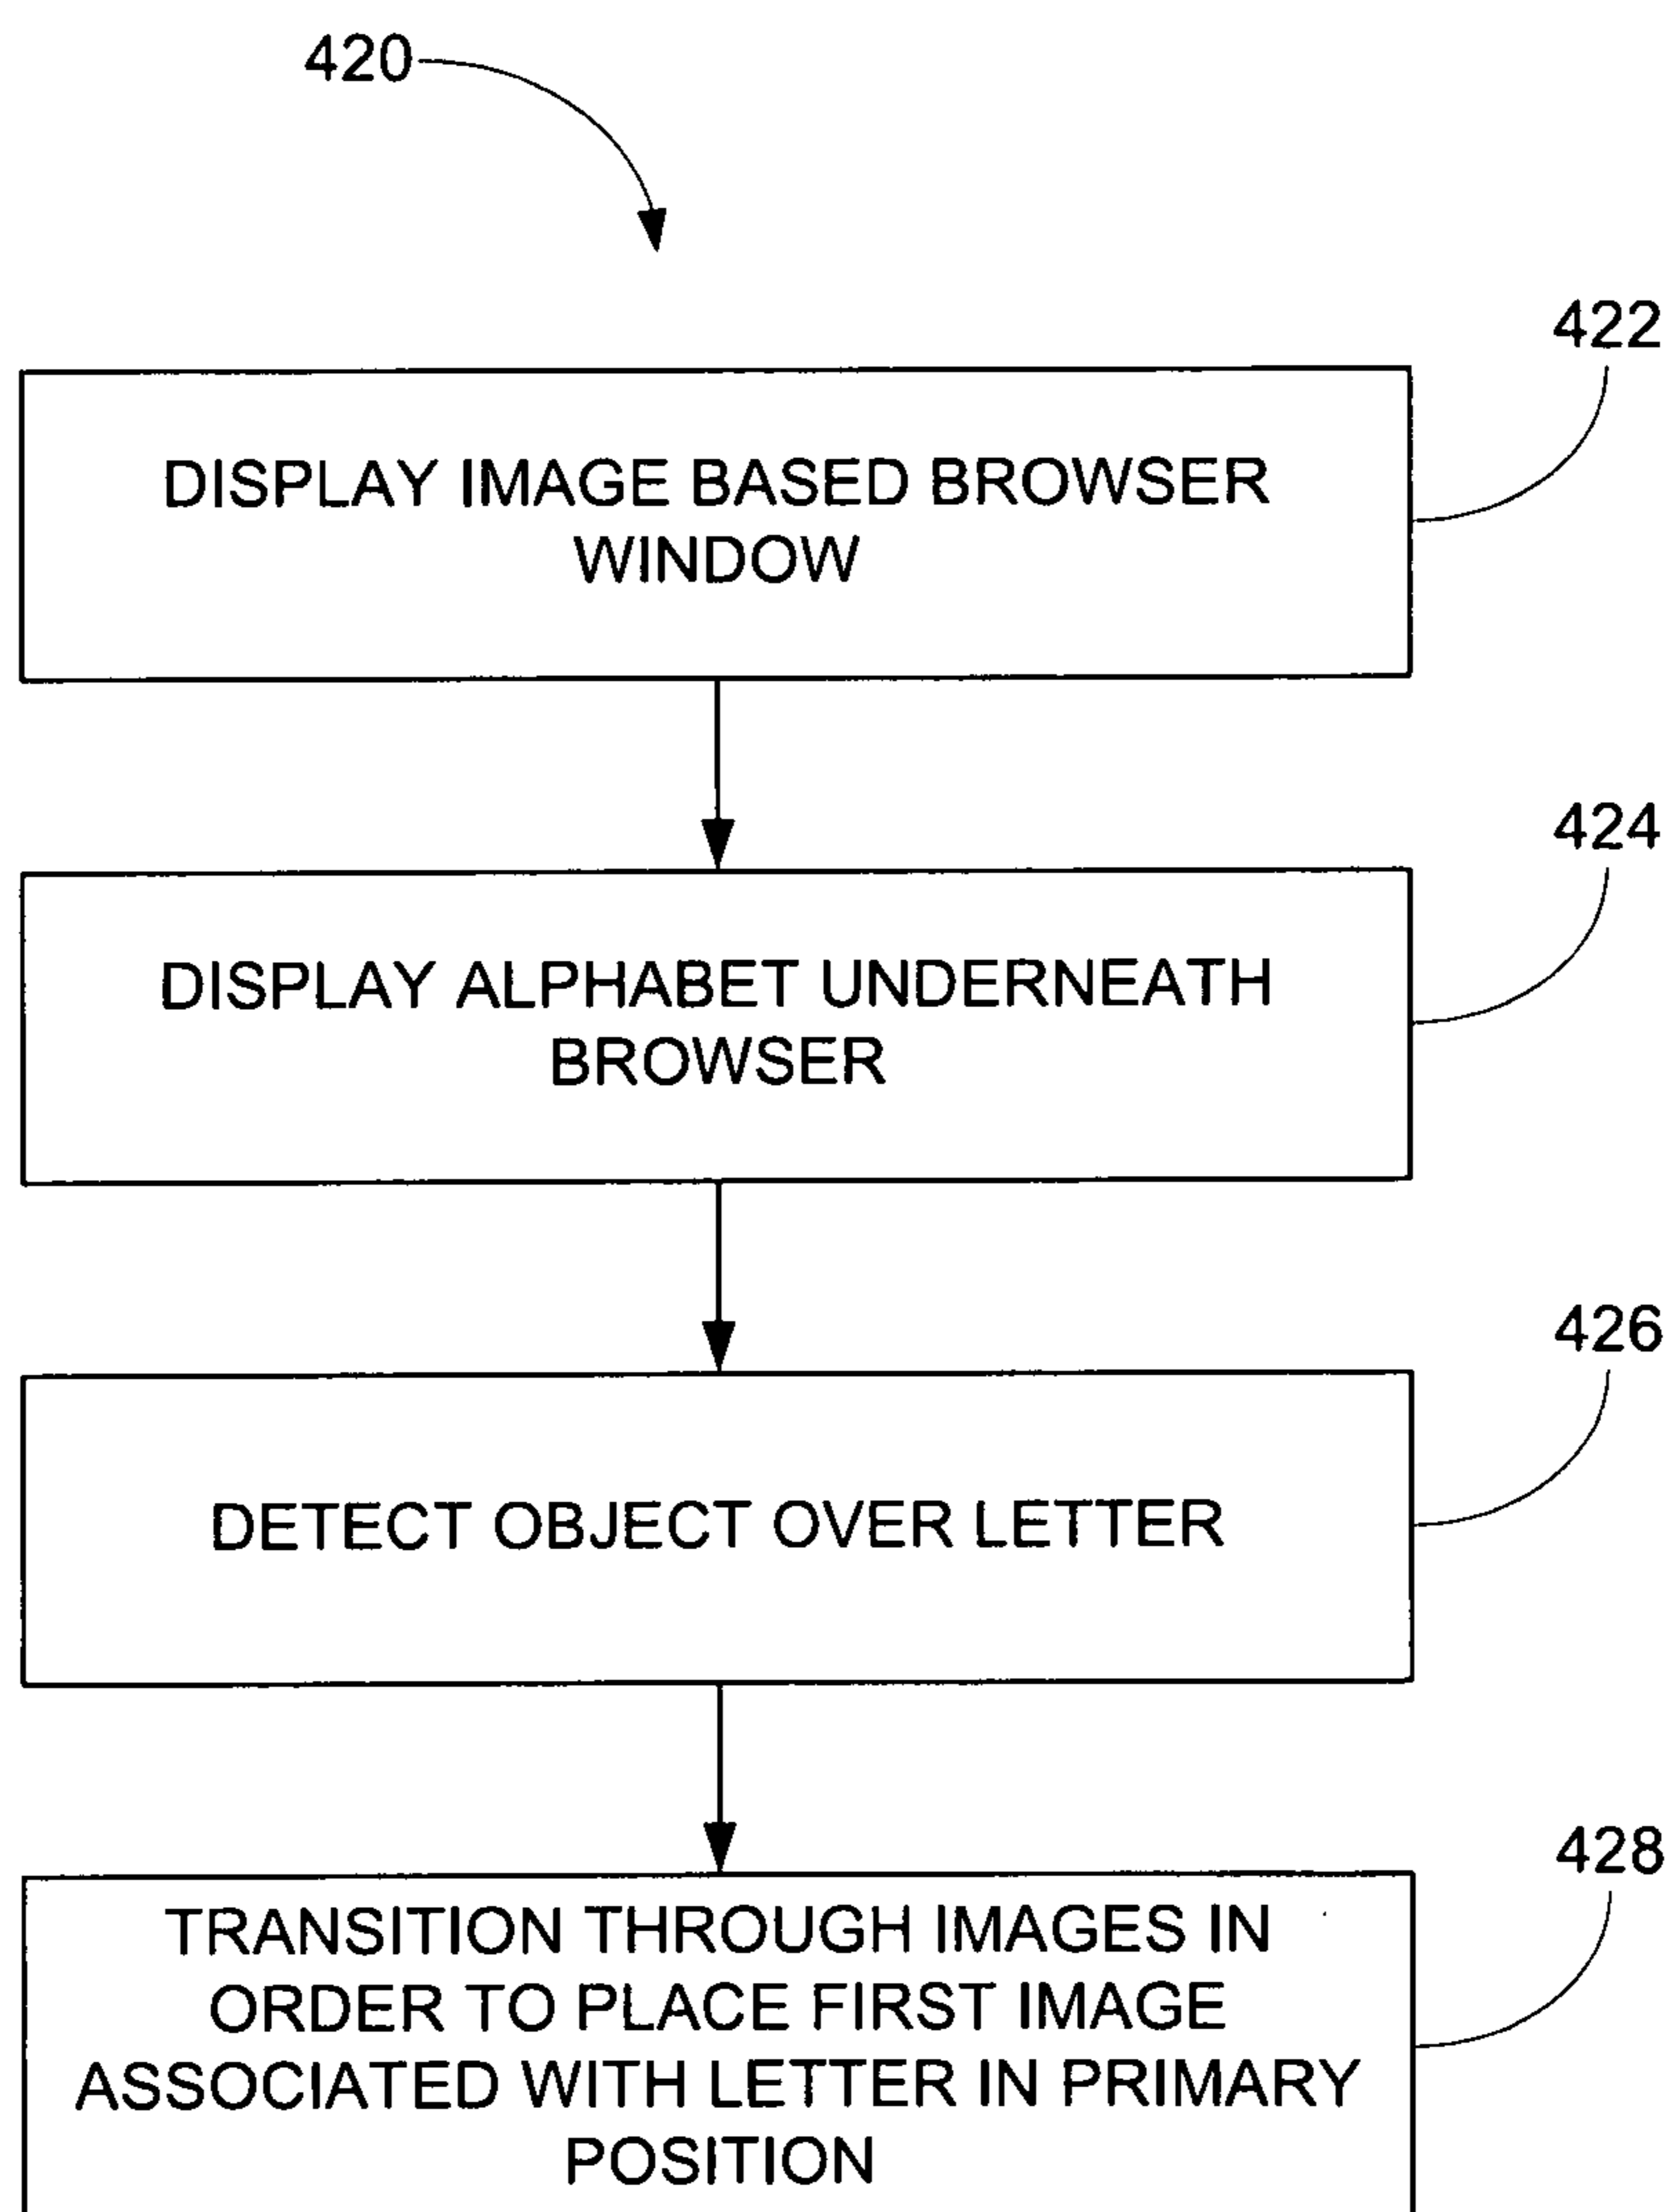 420
422
DISPLAY IMAGE BASED BROWSER
WINDOW
424
DISPLAY ALPHABET UNDERNEATH
BROWSER
426
DETECT OBJECT OVER LETTER
428
TRANSITION THROUGH IMAGES IN
ORDER TO PLACE FIRST IMAGE
ASSOCIATED WITH LETTER IN PRIMARY
POSITION